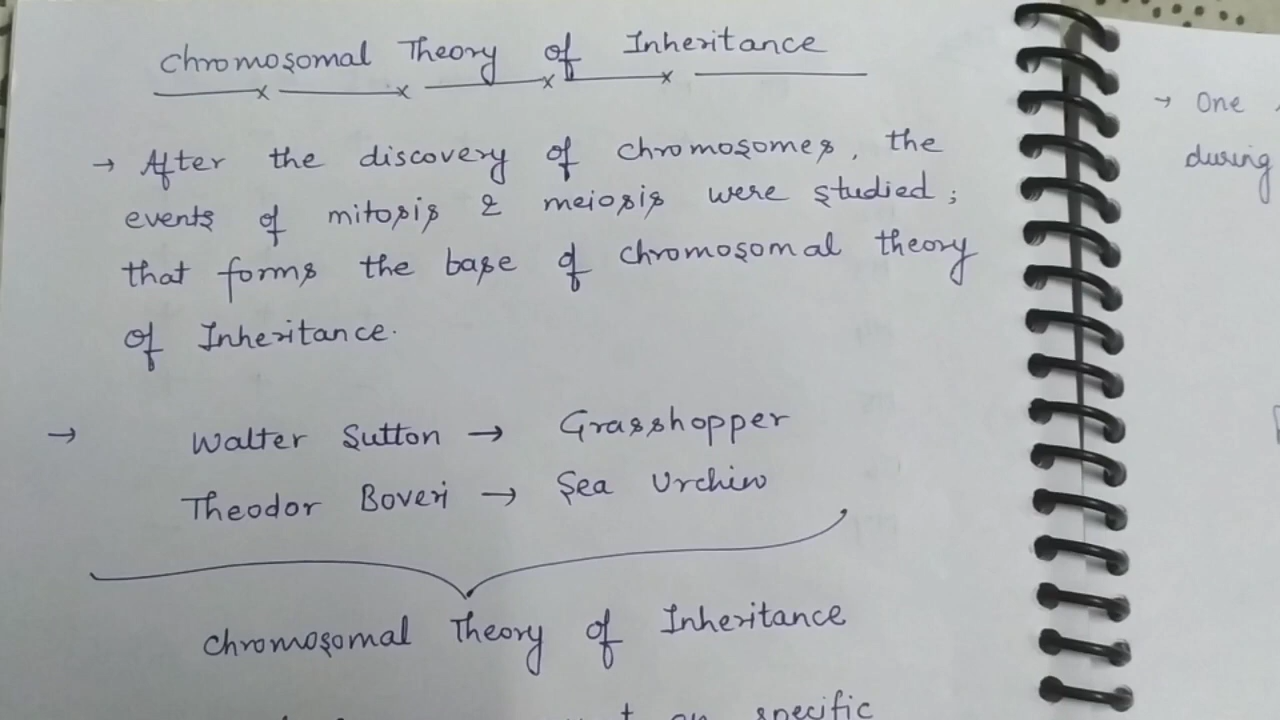 Chromosomal Theory of Inheritance
→ After the discovery of chromosomes, the
events of mitosis & meiosis were studied;
that forms the base of chromosomal theory
of Inheritance.
→ Walter Sutton → Grasshopper
Theodor Boveri → Sea Urchin
Chromosomal Theory of Inheritance
on specific
→ One
during